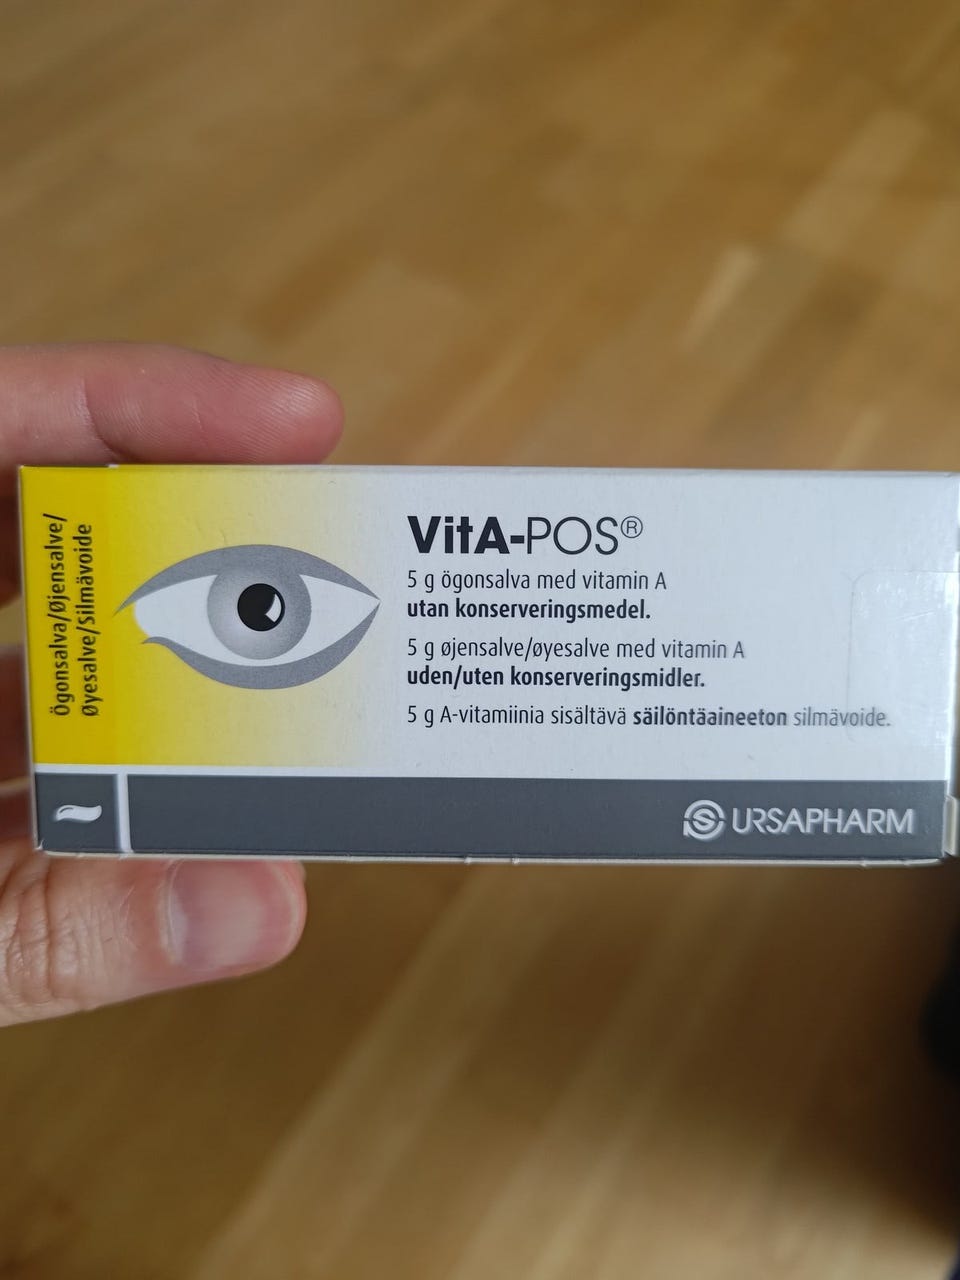 Ögonsalva/Øjensalve/
Øyesalve/Silmävoide
VitA-POS®
5 g ögonsalva med vitamin A
utan konserveringsmedel.
5 g øjensalve/øyesalve med vitamin A
uden/uten konserveringsmidler.
5 g A-vitamiinia sisältävä säilöntäaineeton silmävoide.
URSAPHARM